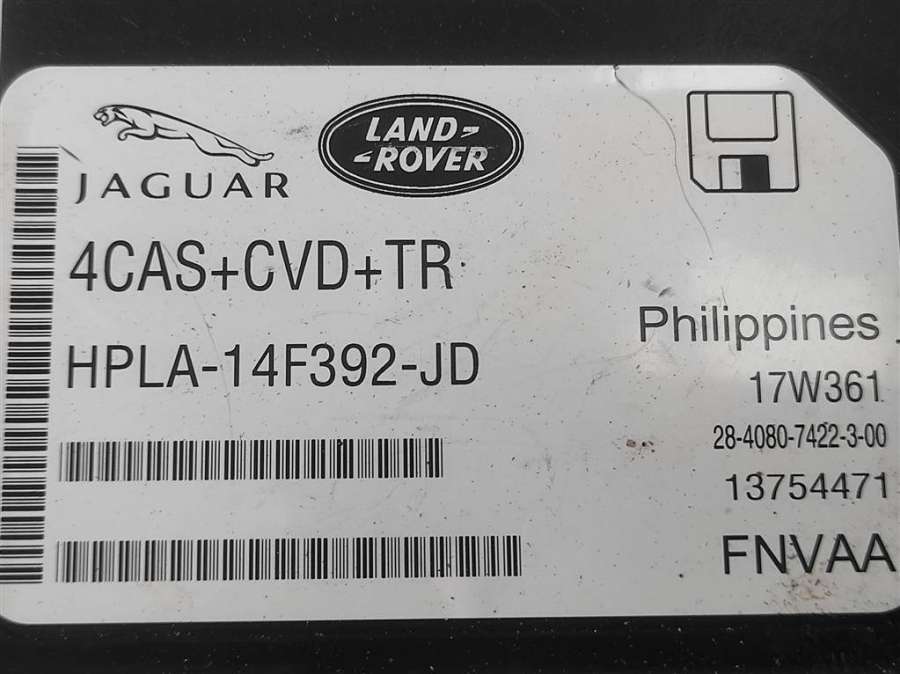 JAGUAR
LAND-
-ROVER
4CAS+CVD+TR
HPLA-14F392-JD
Philippines
17W361
28-4080-7422-3-00
13754471
FNVAA